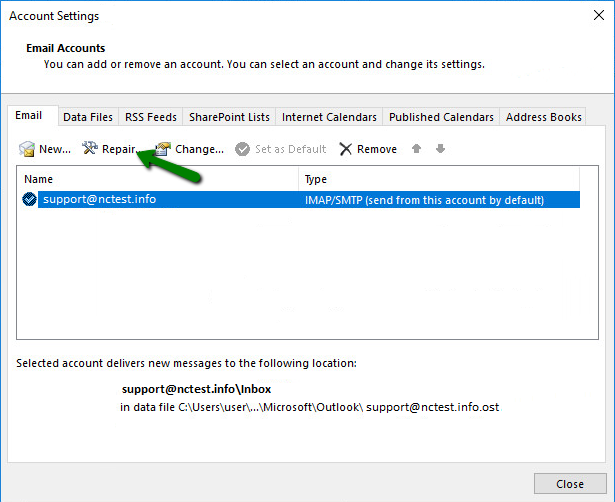 Account Settings
Email Accounts
You can add or remove an account. You can select an account and change its settings.
Email Data Files RSS Feeds SharePoint Lists Internet Calendars Published Calendars Address Books
New... Repair... Change... Set as Default Remove
Name Type
support@nctest.info IMAP/SMTP (send from this account by default)
Selected account delivers new messages to the following location:
support@nctest.info\Inbox
in data file C:\Users\user\...\Microsoft\Outlook\ support@nctest.info.ost
Close